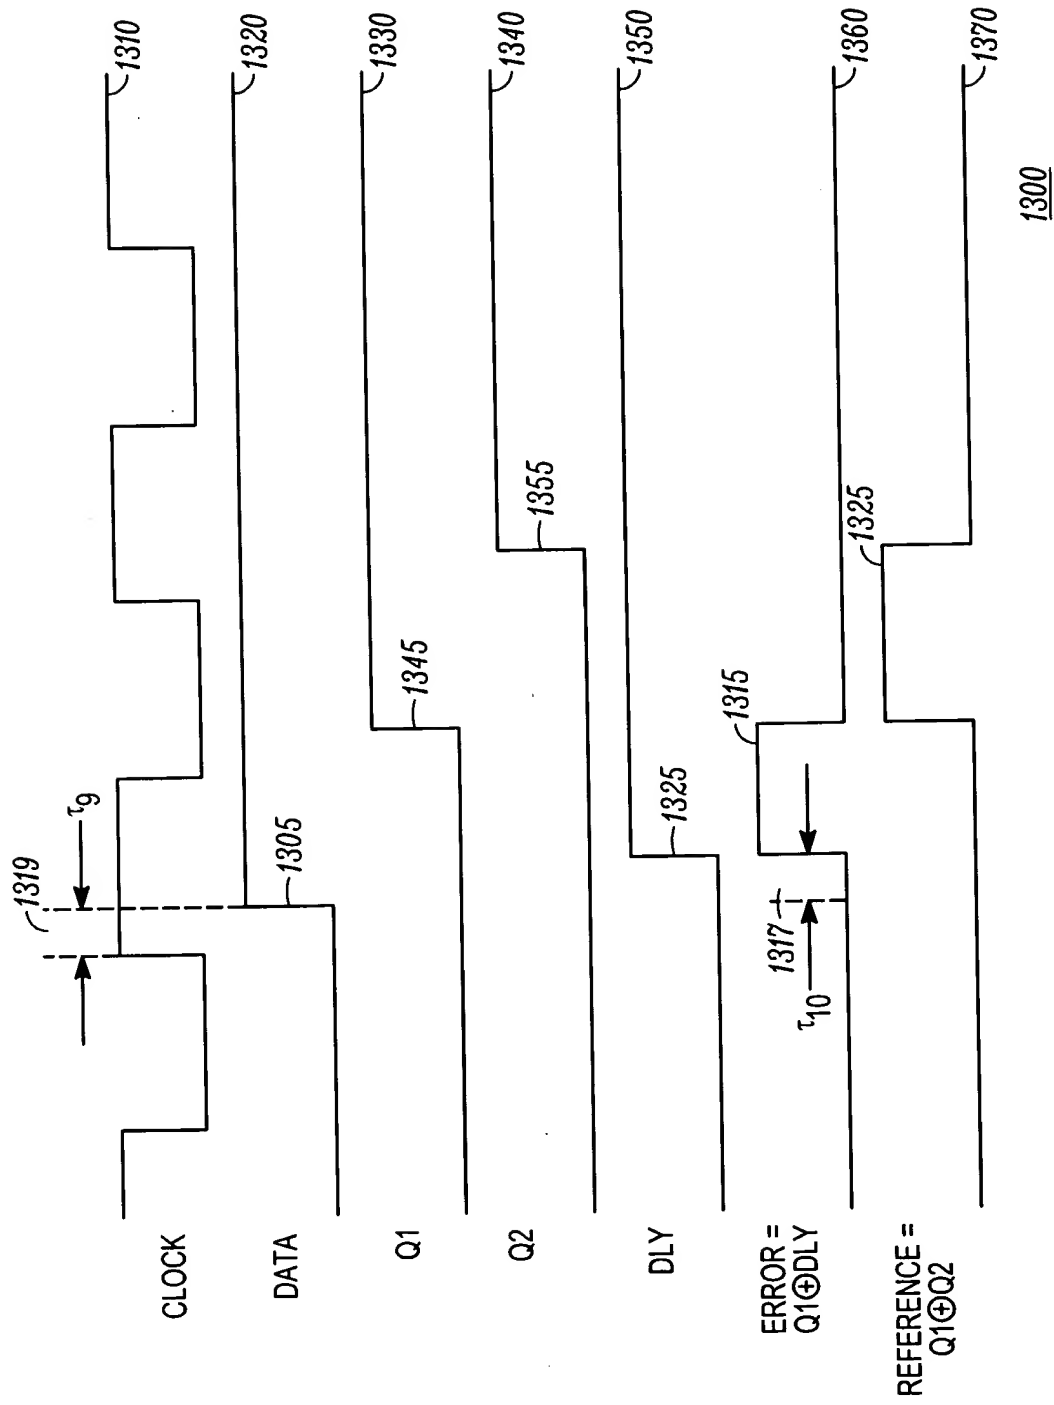 1319
τ9
CLOCK
1310
DATA
1305
1320
Q1
1345
1330
Q2
1355
1340
DLY
1325
1350
ERROR =
Q1⊕DLY
τ10
1317
1315
1360
REFERENCE =
Q1⊕Q2
1325
1370
1300